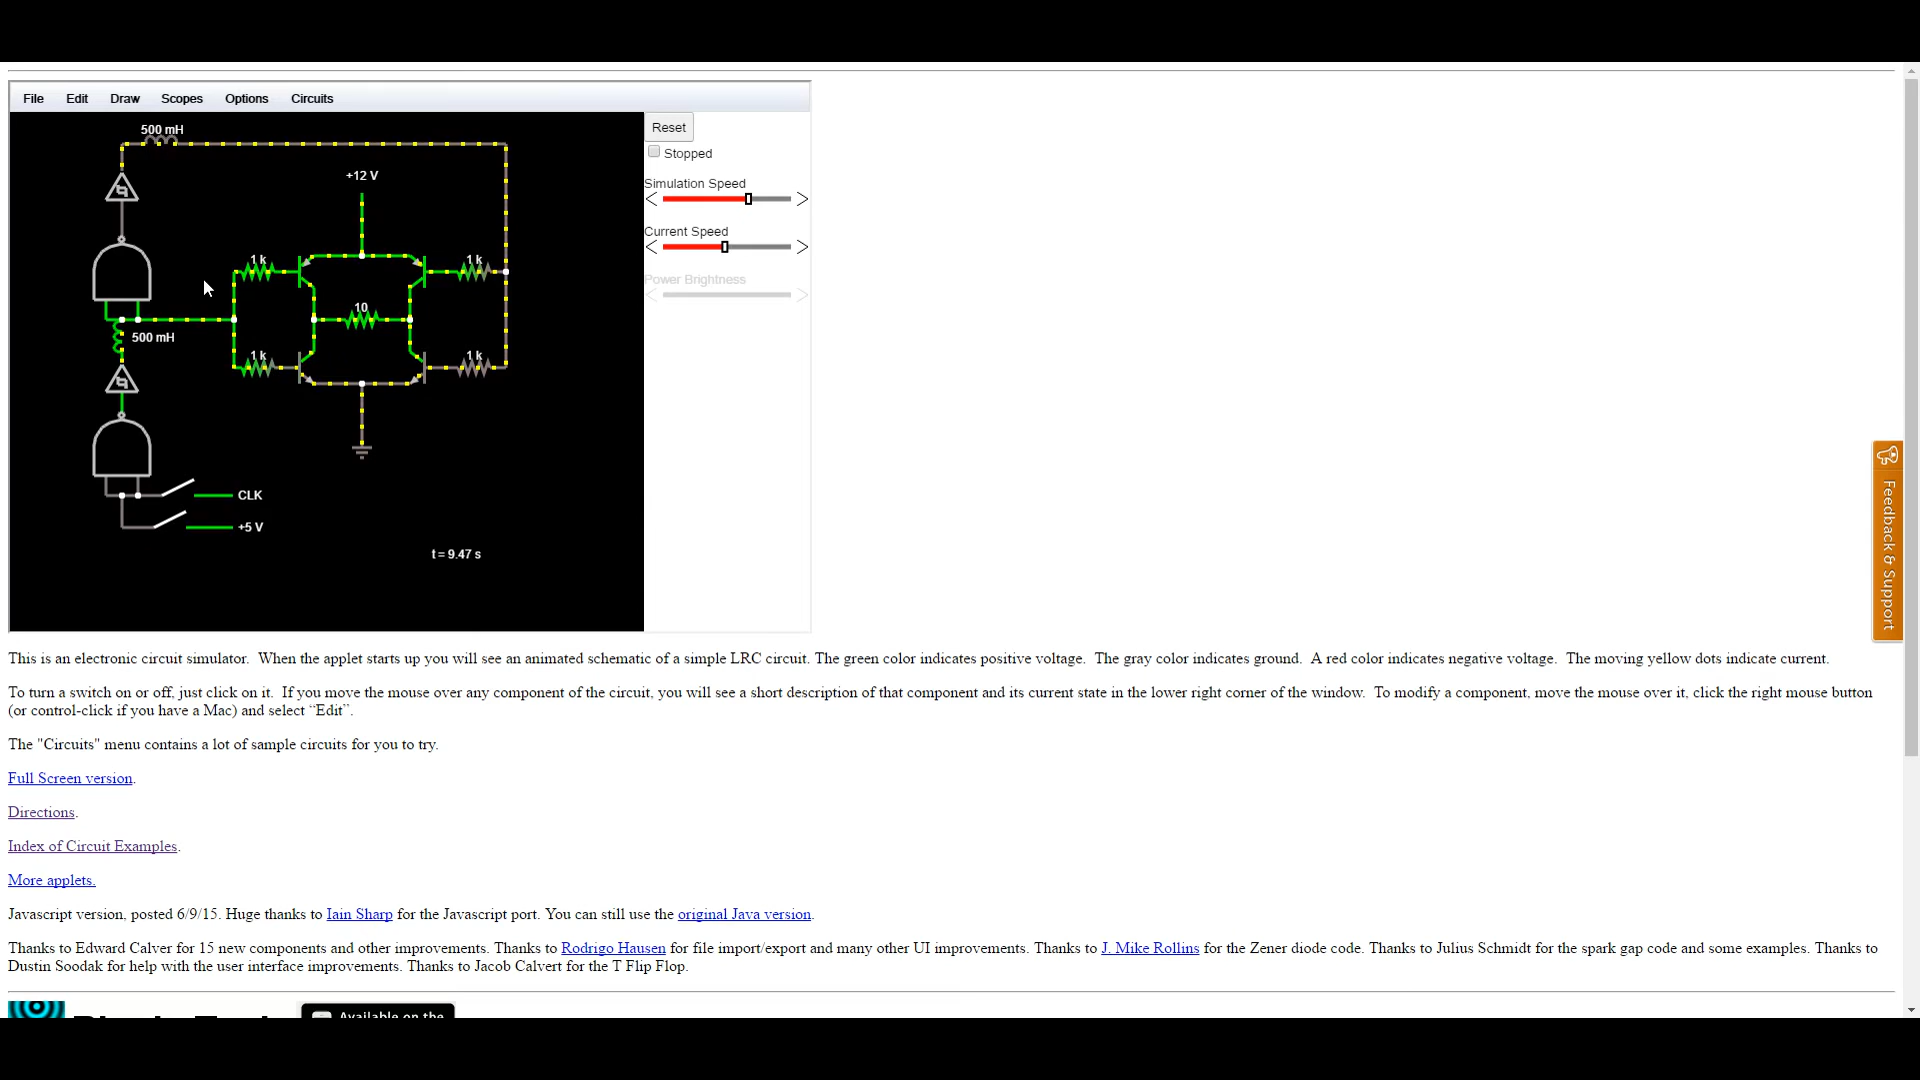 File Edit Draw Scopes Options Circuits
500 mH
Reset
Stopped
+12 V
Simulation Speed
Current Speed
1 k
1 k
Power Brightness
10
500 mH
1 k
1 k
CLK
+5 V
t = 9.47 s
Feedback & Support
This is an electronic circuit simulator.  When the applet starts up you will see an animated schematic of a simple LRC circuit. The green color indicates positive voltage.  The gray color indicates ground.  A red color indicates negative voltage.  The moving yellow dots indicate current.
To turn a switch on or off, just click on it.  If you move the mouse over any component of the circuit, you will see a short description of that component and its current state in the lower right corner of the window.  To modify a component, move the mouse over it, click the right mouse button
(or control-click if you have a Mac) and select “Edit”.
The "Circuits" menu contains a lot of sample circuits for you to try.
Full Screen version.
Directions.
Index of Circuit Examples.
More applets.
Javascript version, posted 6/9/15. Huge thanks to Iain Sharp for the Javascript port. You can still use the original Java version.
Thanks to Edward Calver for 15 new components and other improvements. Thanks to Rodrigo Hausen for file import/export and many other UI improvements. Thanks to J. Mike Rollins for the Zener diode code. Thanks to Julius Schmidt for the spark gap code and some examples. Thanks to
Dustin Soodak for help with the user interface improvements. Thanks to Jacob Calvert for the T Flip Flop.
Available on the